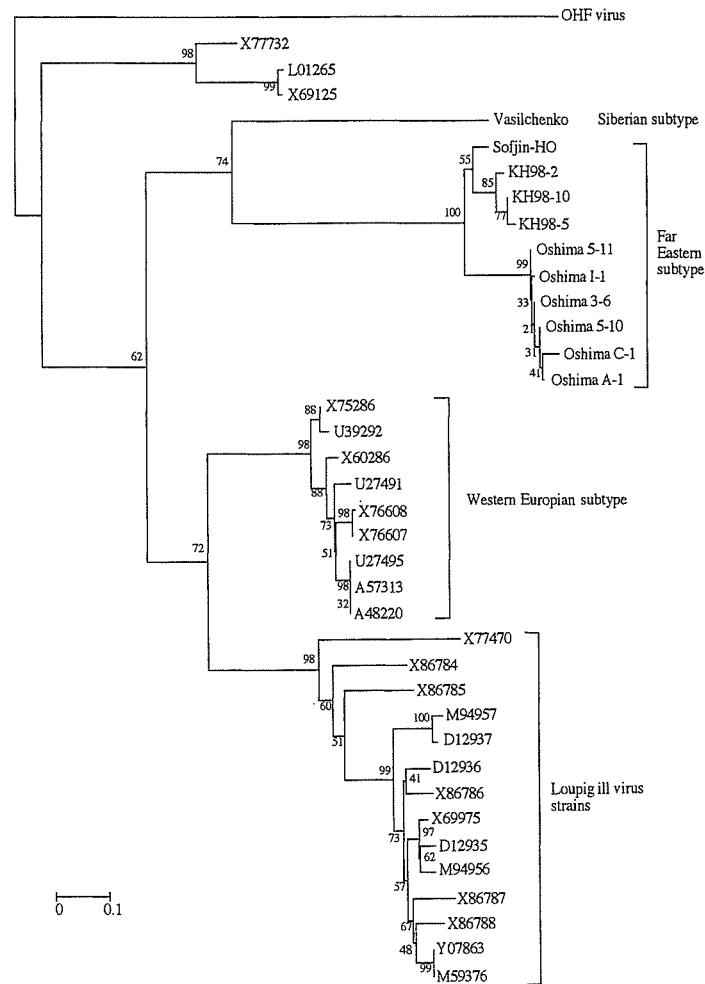 OHF virus
98
X77732
99
L01265
X69125
Vasilchenko Siberian subtype
74
55
Sofjin-HO
85
KH98-2
KH98-10
77
KH98-5
100
99
Oshima 5-11
Oshima I-1
33
Oshima 3-6
21
Oshima 5-10
31
Oshima C-1
41
Oshima A-1
Far
Eastern
subtype
62
88
X75286
U39292
98
X60286
88
U27491
98
X76608
73
X76607
51
U27495
98
A57313
32
A48220
Western Europian subtype
72
98
X77470
X86784
60
X86785
51
100
M94957
D12937
99
D12936
41
X86786
73
X69975
97
D12935
62
M94956
57
X86787
67
X86788
48
Y07863
99
M59376
Loupig ill virus
strains
0 0.1